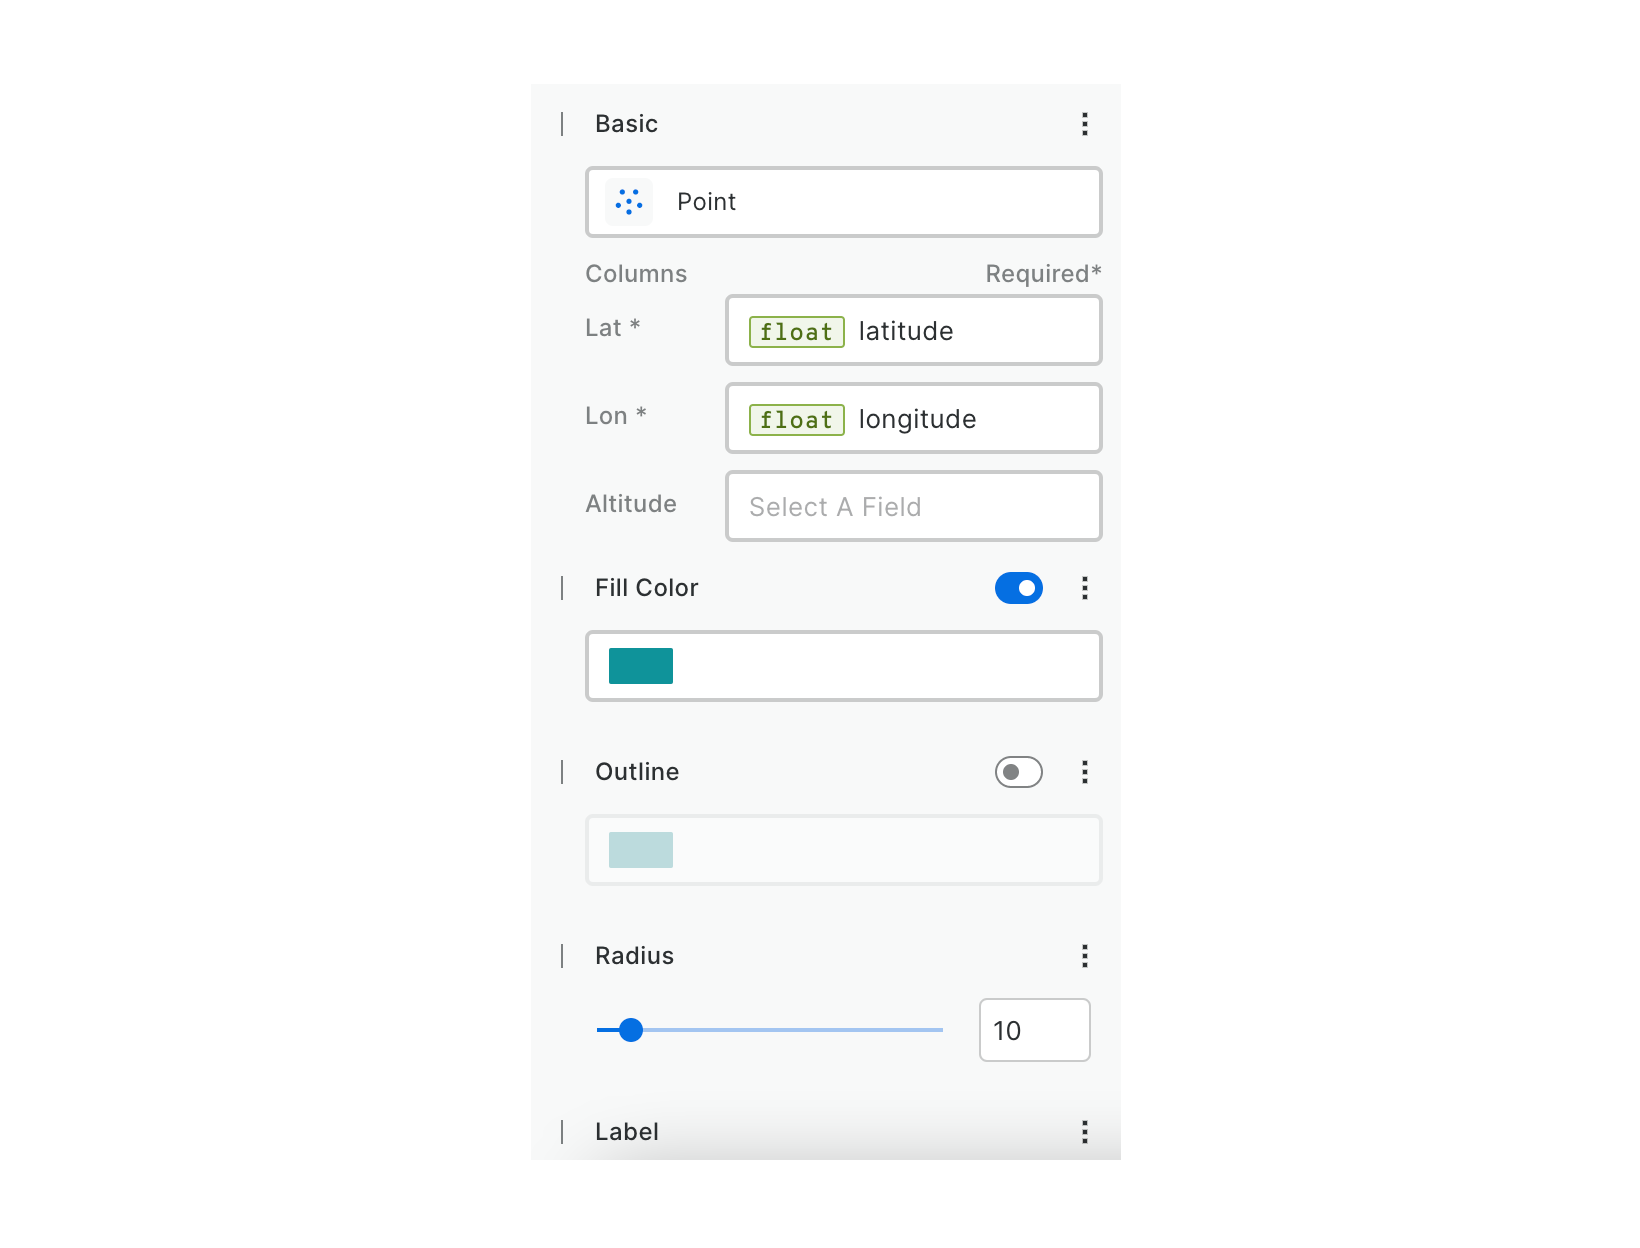 Basic
Point
Columns Required*
Lat * float latitude
Lon * float longitude
Altitude Select A Field
Fill Color
Outline
Radius
10
Label